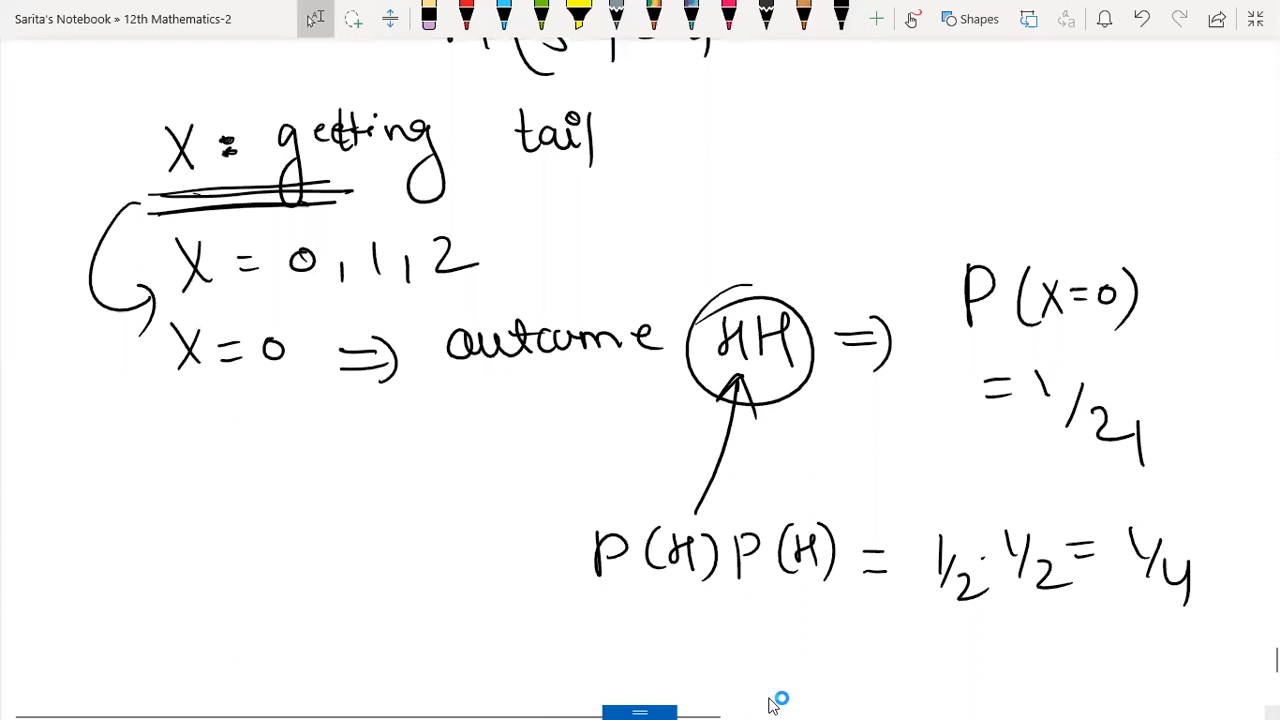 Sarita's Notebook » 12th Mathematics-2
Shapes
X : getting tail
X = 0, 1, 2
X = 0 ⇒ outcome HH ⇒ P(X=0)
= 1/4
P(H) P(H) = 1/2 · 1/2 = 1/4